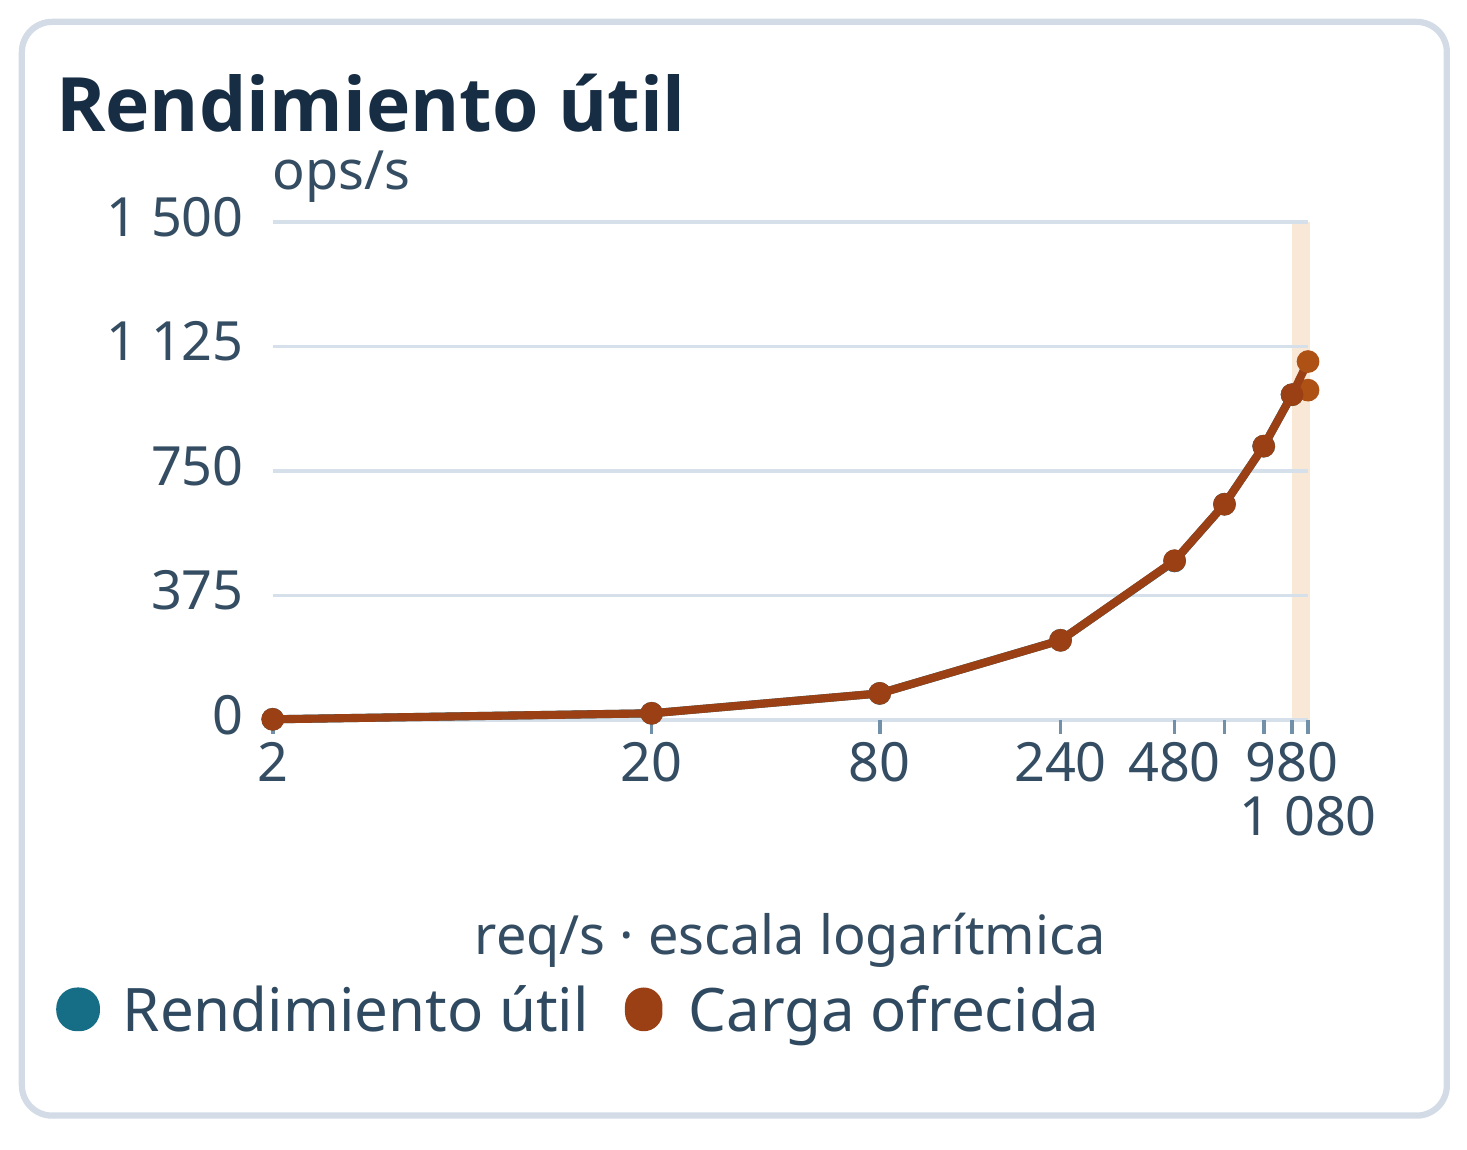 Rendimiento útil
ops/s
1 500
1 125
750
375
0
2 20 80 240 480 980
1 080
req/s · escala logarítmica
Rendimiento útil Carga ofrecida